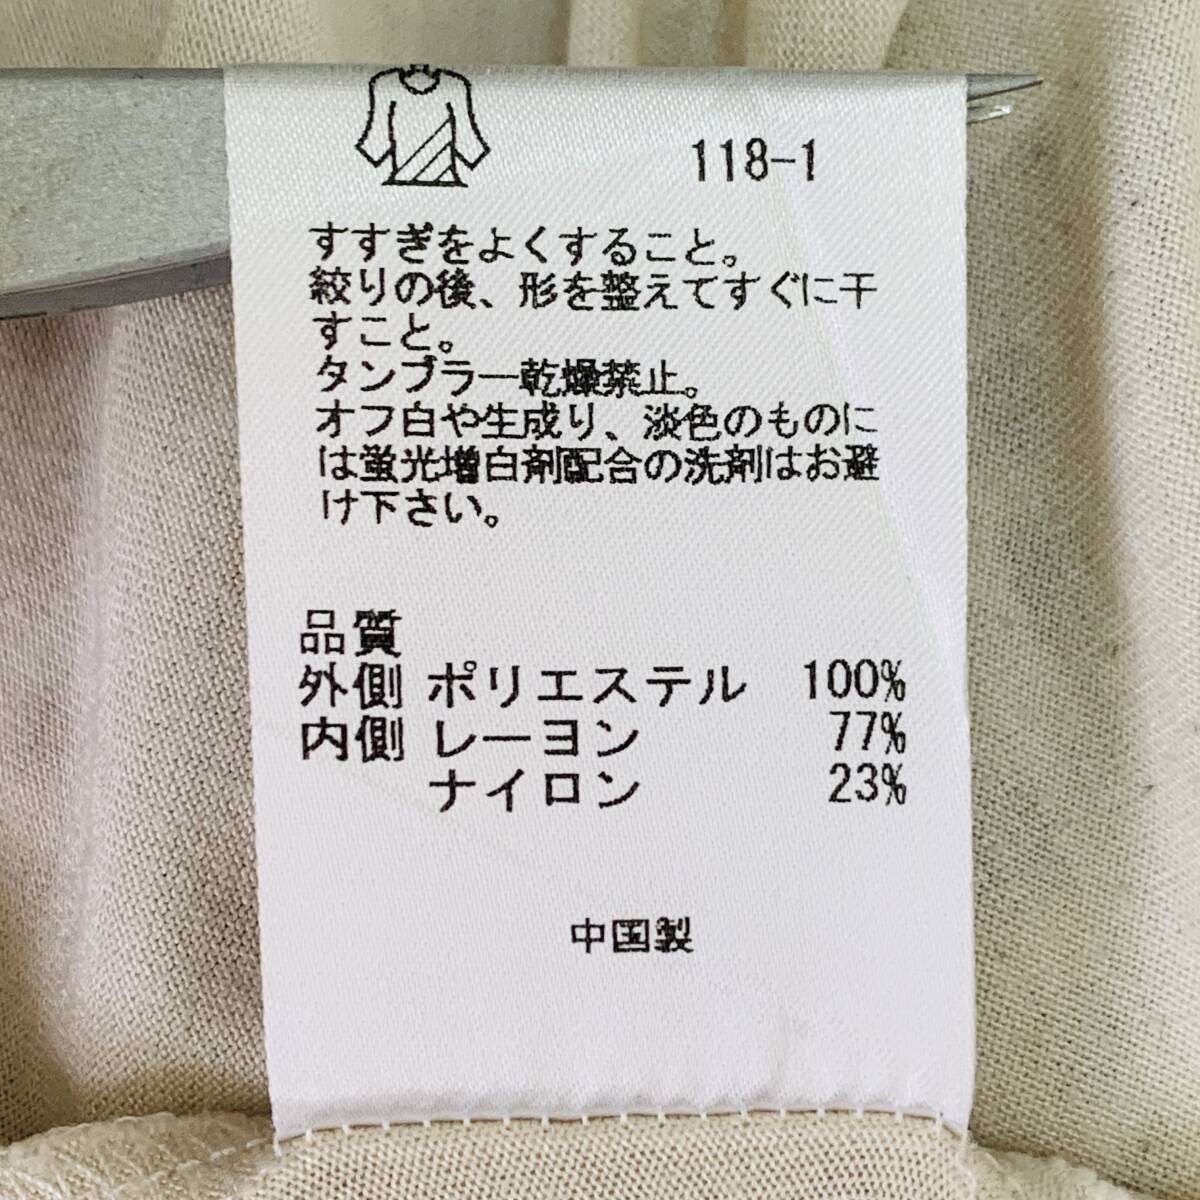 118-1
すすぎをよくすること。
絞りの後、形を整えてすぐに干
すこと。
タンブラー乾燥禁止。
オフ白や生成り、淡色のものに
は蛍光増白剤配合の洗剤はお避
け下さい。
品質
外側 ポリエステル 100%
内側 レーヨン 77%
ナイロン 23%
中国製